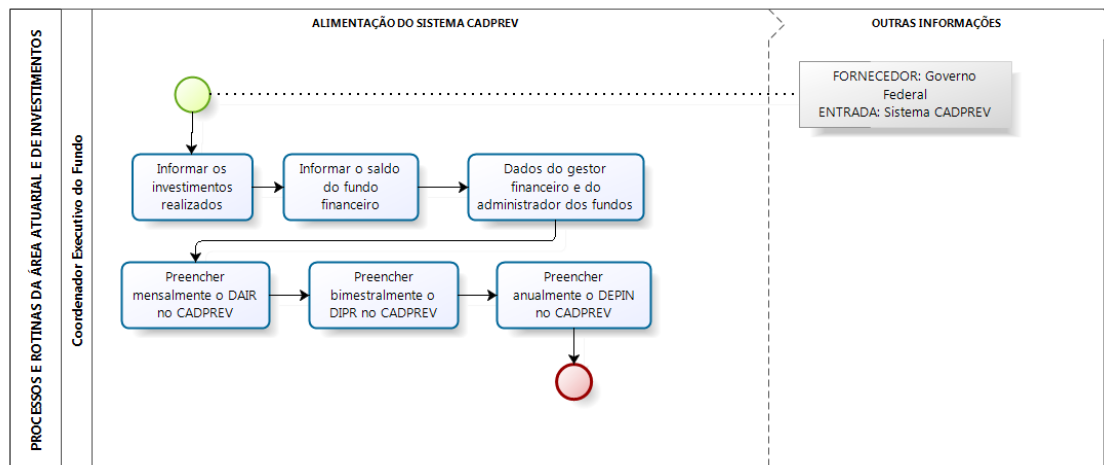 PROCESSOS E ROTINAS DA ÁREA ATUARIAL E DE INVESTIMENTOS
Coordenador Executivo do Fundo
ALIMENTAÇÃO DO SISTEMA CADPREV
OUTRAS INFORMAÇÕES
FORNECEDOR: Governo
Federal
ENTRADA: Sistema CADPREV
Informar os
investimentos
realizados
Informar o saldo
do fundo
financeiro
Dados do gestor
financeiro e do
administrador dos fundos
Preencher
mensalmente o DAIR
no CADPREV
Preencher
bimestralmente o
DIPR no CADPREV
Preencher
anualmente o DEPIN
no CADPREV